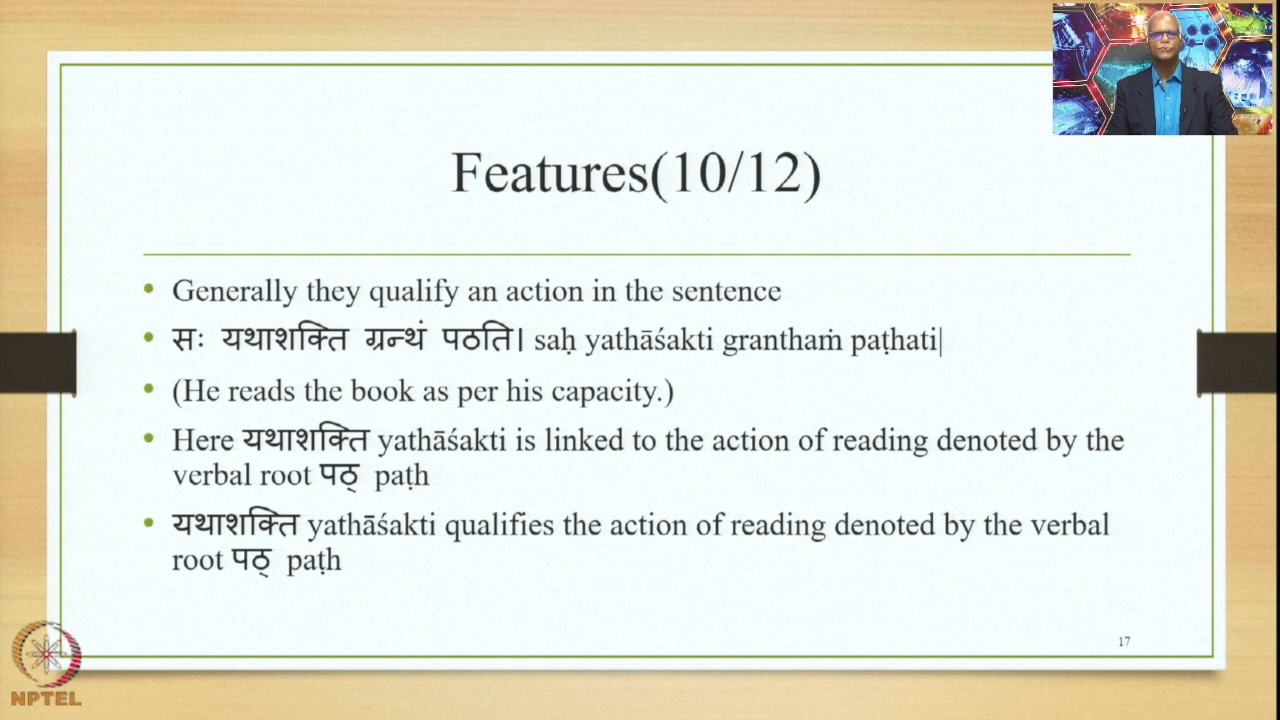 Features(10/12)
• Generally they qualify an action in the sentence
• सः यथाशक्ति ग्रन्थं पठति। saḥ yathāśakti granthaṁ paṭhati|
• (He reads the book as per his capacity.)
• Here यथाशक्ति yathāśakti is linked to the action of reading denoted by the
verbal root पठ् paṭh
• यथाशक्ति yathāśakti qualifies the action of reading denoted by the verbal
root पठ् paṭh
17
NPTEL